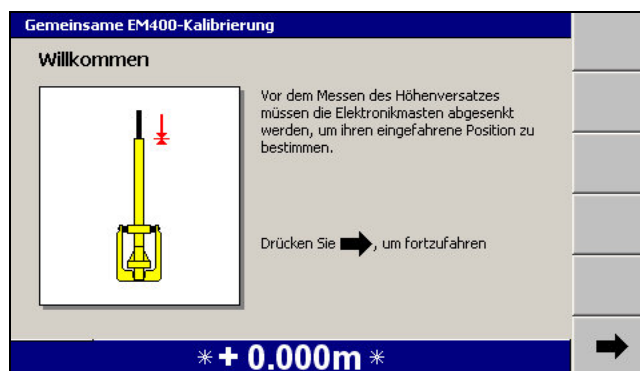 Gemeinsame EM400-Kalibrierung
Willkommen
Vor dem Messen des Höhenversatzes
müssen die Elektronikmasten abgesenkt
werden, um ihren eingefahrene Position zu
bestimmen.
Drücken Sie ➡, um fortzufahren
✳+ 0.000m ✳